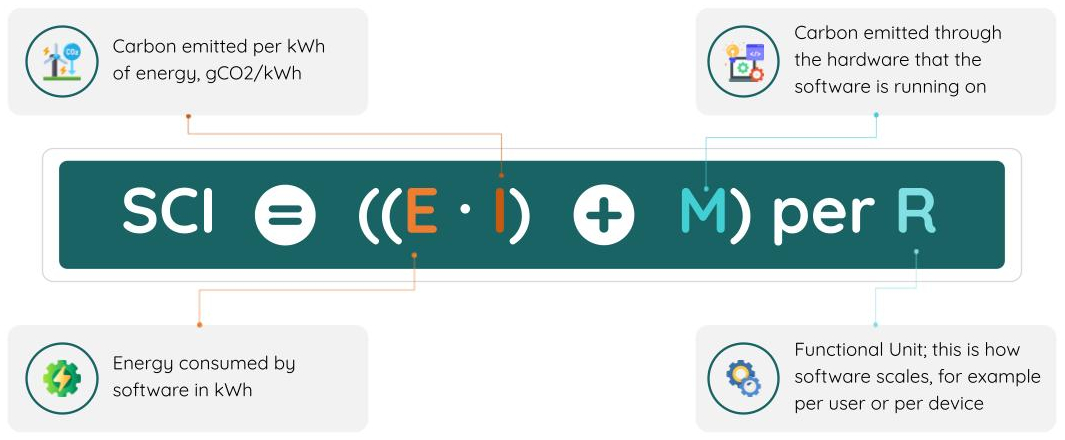 Carbon emitted per kWh
of energy, gCO2/kWh
Carbon emitted through
the hardware that the
software is running on
CO₂
</>
SCI = ((E · I) + M) per R
Energy consumed by
software in kWh
Functional Unit; this is how
software scales, for example
per user or per device